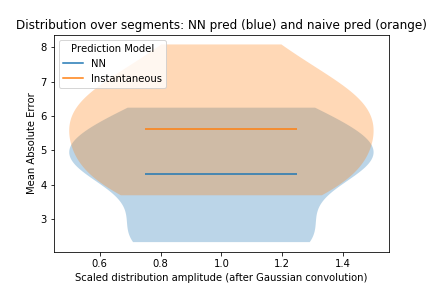 Distribution over segments: NN pred (blue) and naive pred (orange)
8
7
6
5
4
3
Mean Absolute Error
Prediction Model
NN
Instantaneous
0.6 0.8 1.0 1.2 1.4
Scaled distribution amplitude (after Gaussian convolution)